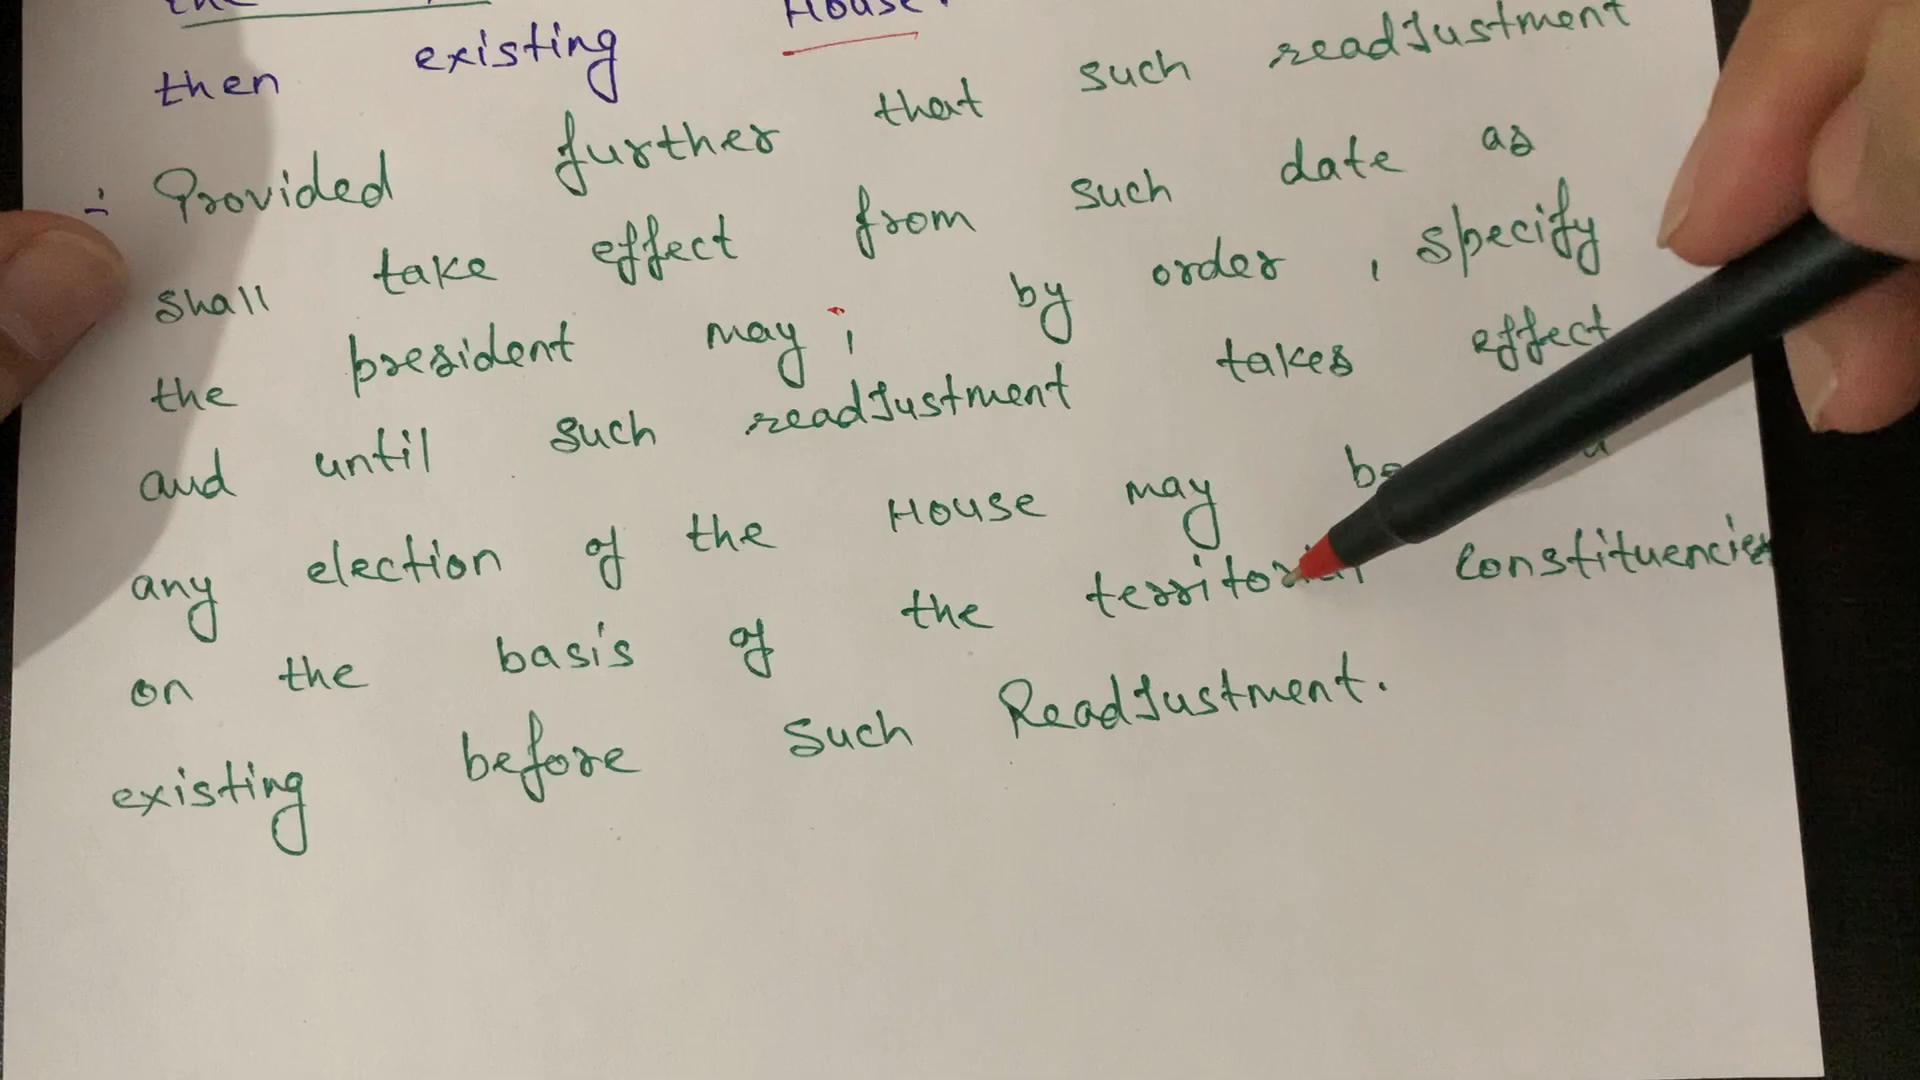 the
House.
then existing
÷ Provided further that such readJustment
shall take effect from such date as
the president may, by order, specify
and until such readJustment takes effect
any election of the House may be
on the basis of the territorial constituencies
existing before such ReadJustment.